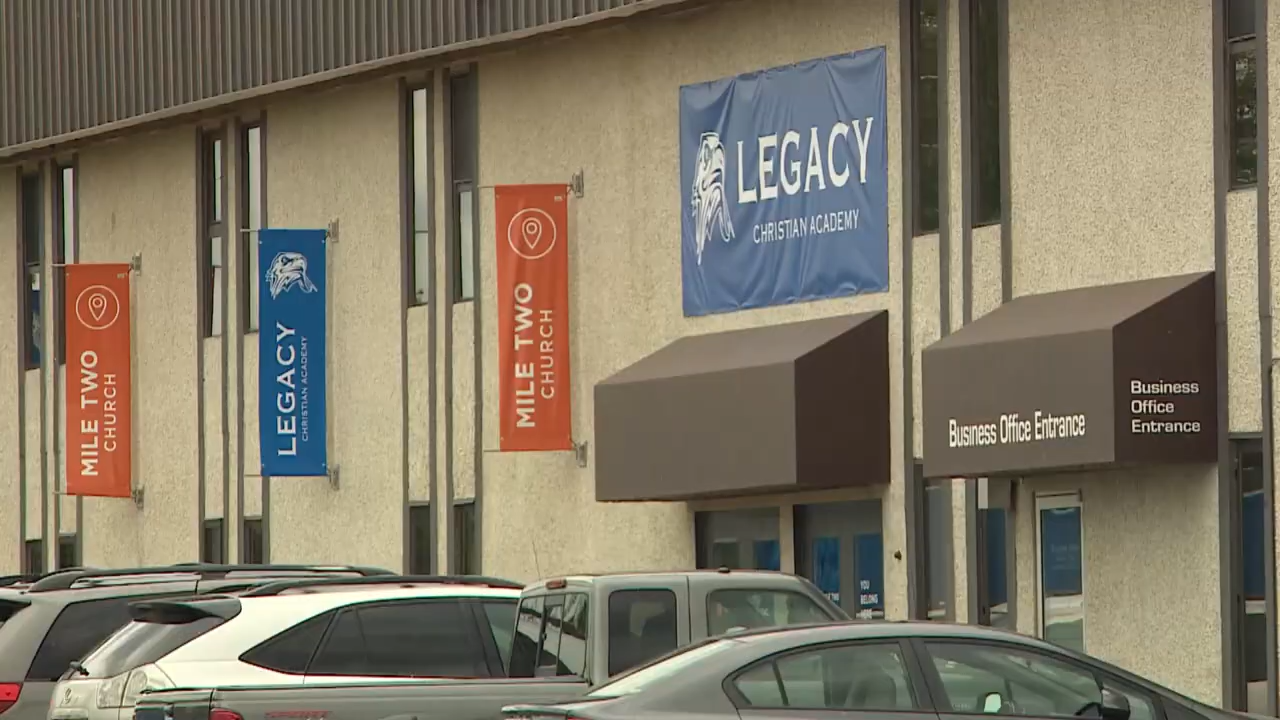 MILE TWO
CHURCH
LEGACY
CHRISTIAN ACADEMY
MILE TWO
CHURCH
LEGACY
CHRISTIAN ACADEMY
Business Office Entrance
Business
Office
Entrance
YOU
BELONG